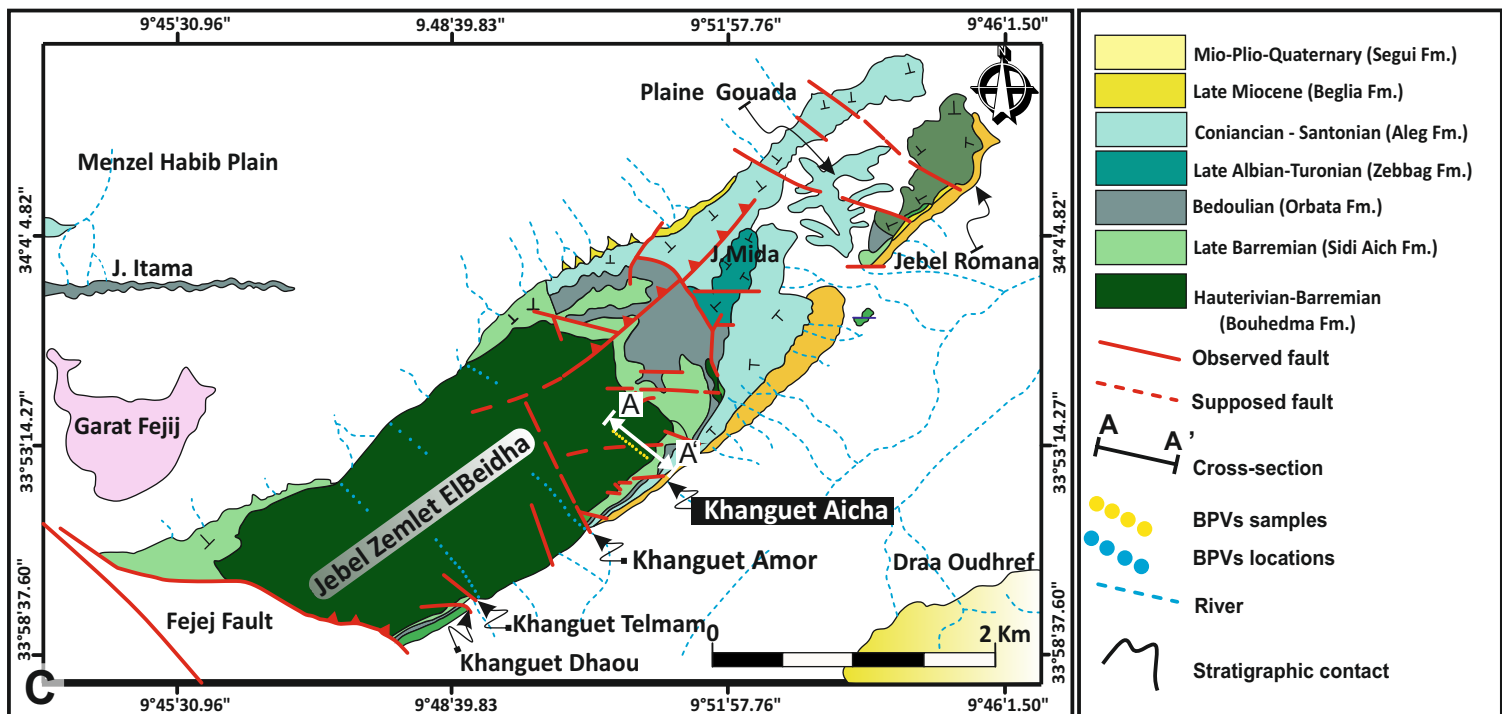 9°45'30.96"
9.48'39.83"
9°51'57.76"
9°46'1.50"
N
Plaine Gouada
Menzel Habib Plain
34°4'4.82"
34°4'4.82"
J.Mida
Jebel Romana
J. Itama
Garat Fejij
A
A'
33°53'14.27"
33°53'14.27"
Jebel Zemlet ElBeidha
Khanguet Aicha
Khanguet Amor
Draa Oudhref
Fejej Fault
Khanguet Telmam
Khanguet Dhaou
0
2 Km
33°58'37.60"
33°58'37.60"
C
9°45'30.96"
9°48'39.83"
9°51'57.76"
9°46'1.50"
Mio-Plio-Quaternary (Segui Fm.)
Late Miocene (Beglia Fm.)
Coniancian - Santonian (Aleg Fm.)
Late Albian-Turonian (Zebbag Fm.)
Bedoulian (Orbata Fm.)
Late Barremian (Sidi Aich Fm.)
Hauterivian-Barremian
(Bouhedma Fm.)
Observed fault
Supposed fault
A
A'
Cross-section
BPVs samples
BPVs locations
River
Stratigraphic contact